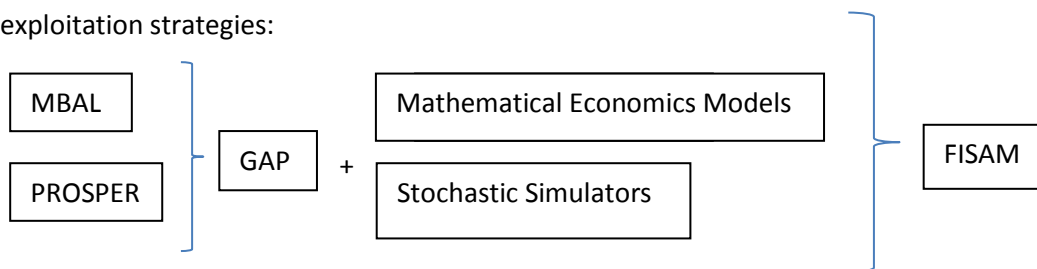 exploitation strategies:
MBAL
PROSPER
GAP
+
Mathematical Economics Models
Stochastic Simulators
FISAM